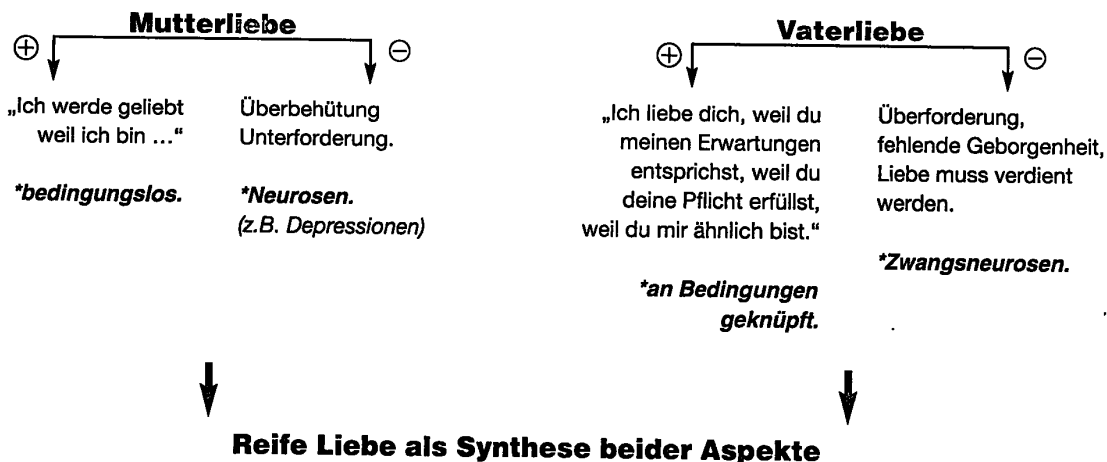 Mutterliebe
⊕ ⊖
„Ich werde geliebt
weil ich bin ...“
*bedingungslos.
Überbehütung
Unterforderung.
*Neurosen.
(z.B. Depressionen)
Vaterliebe
⊕ ⊖
„Ich liebe dich, weil du
meinen Erwartungen
entsprichst, weil du
deine Pflicht erfüllst,
weil du mir ähnlich bist.“
*an Bedingungen
geknüpft.
Überforderung,
fehlende Geborgenheit,
Liebe muss verdient
werden.
*Zwangsneurosen.
Reife Liebe als Synthese beider Aspekte